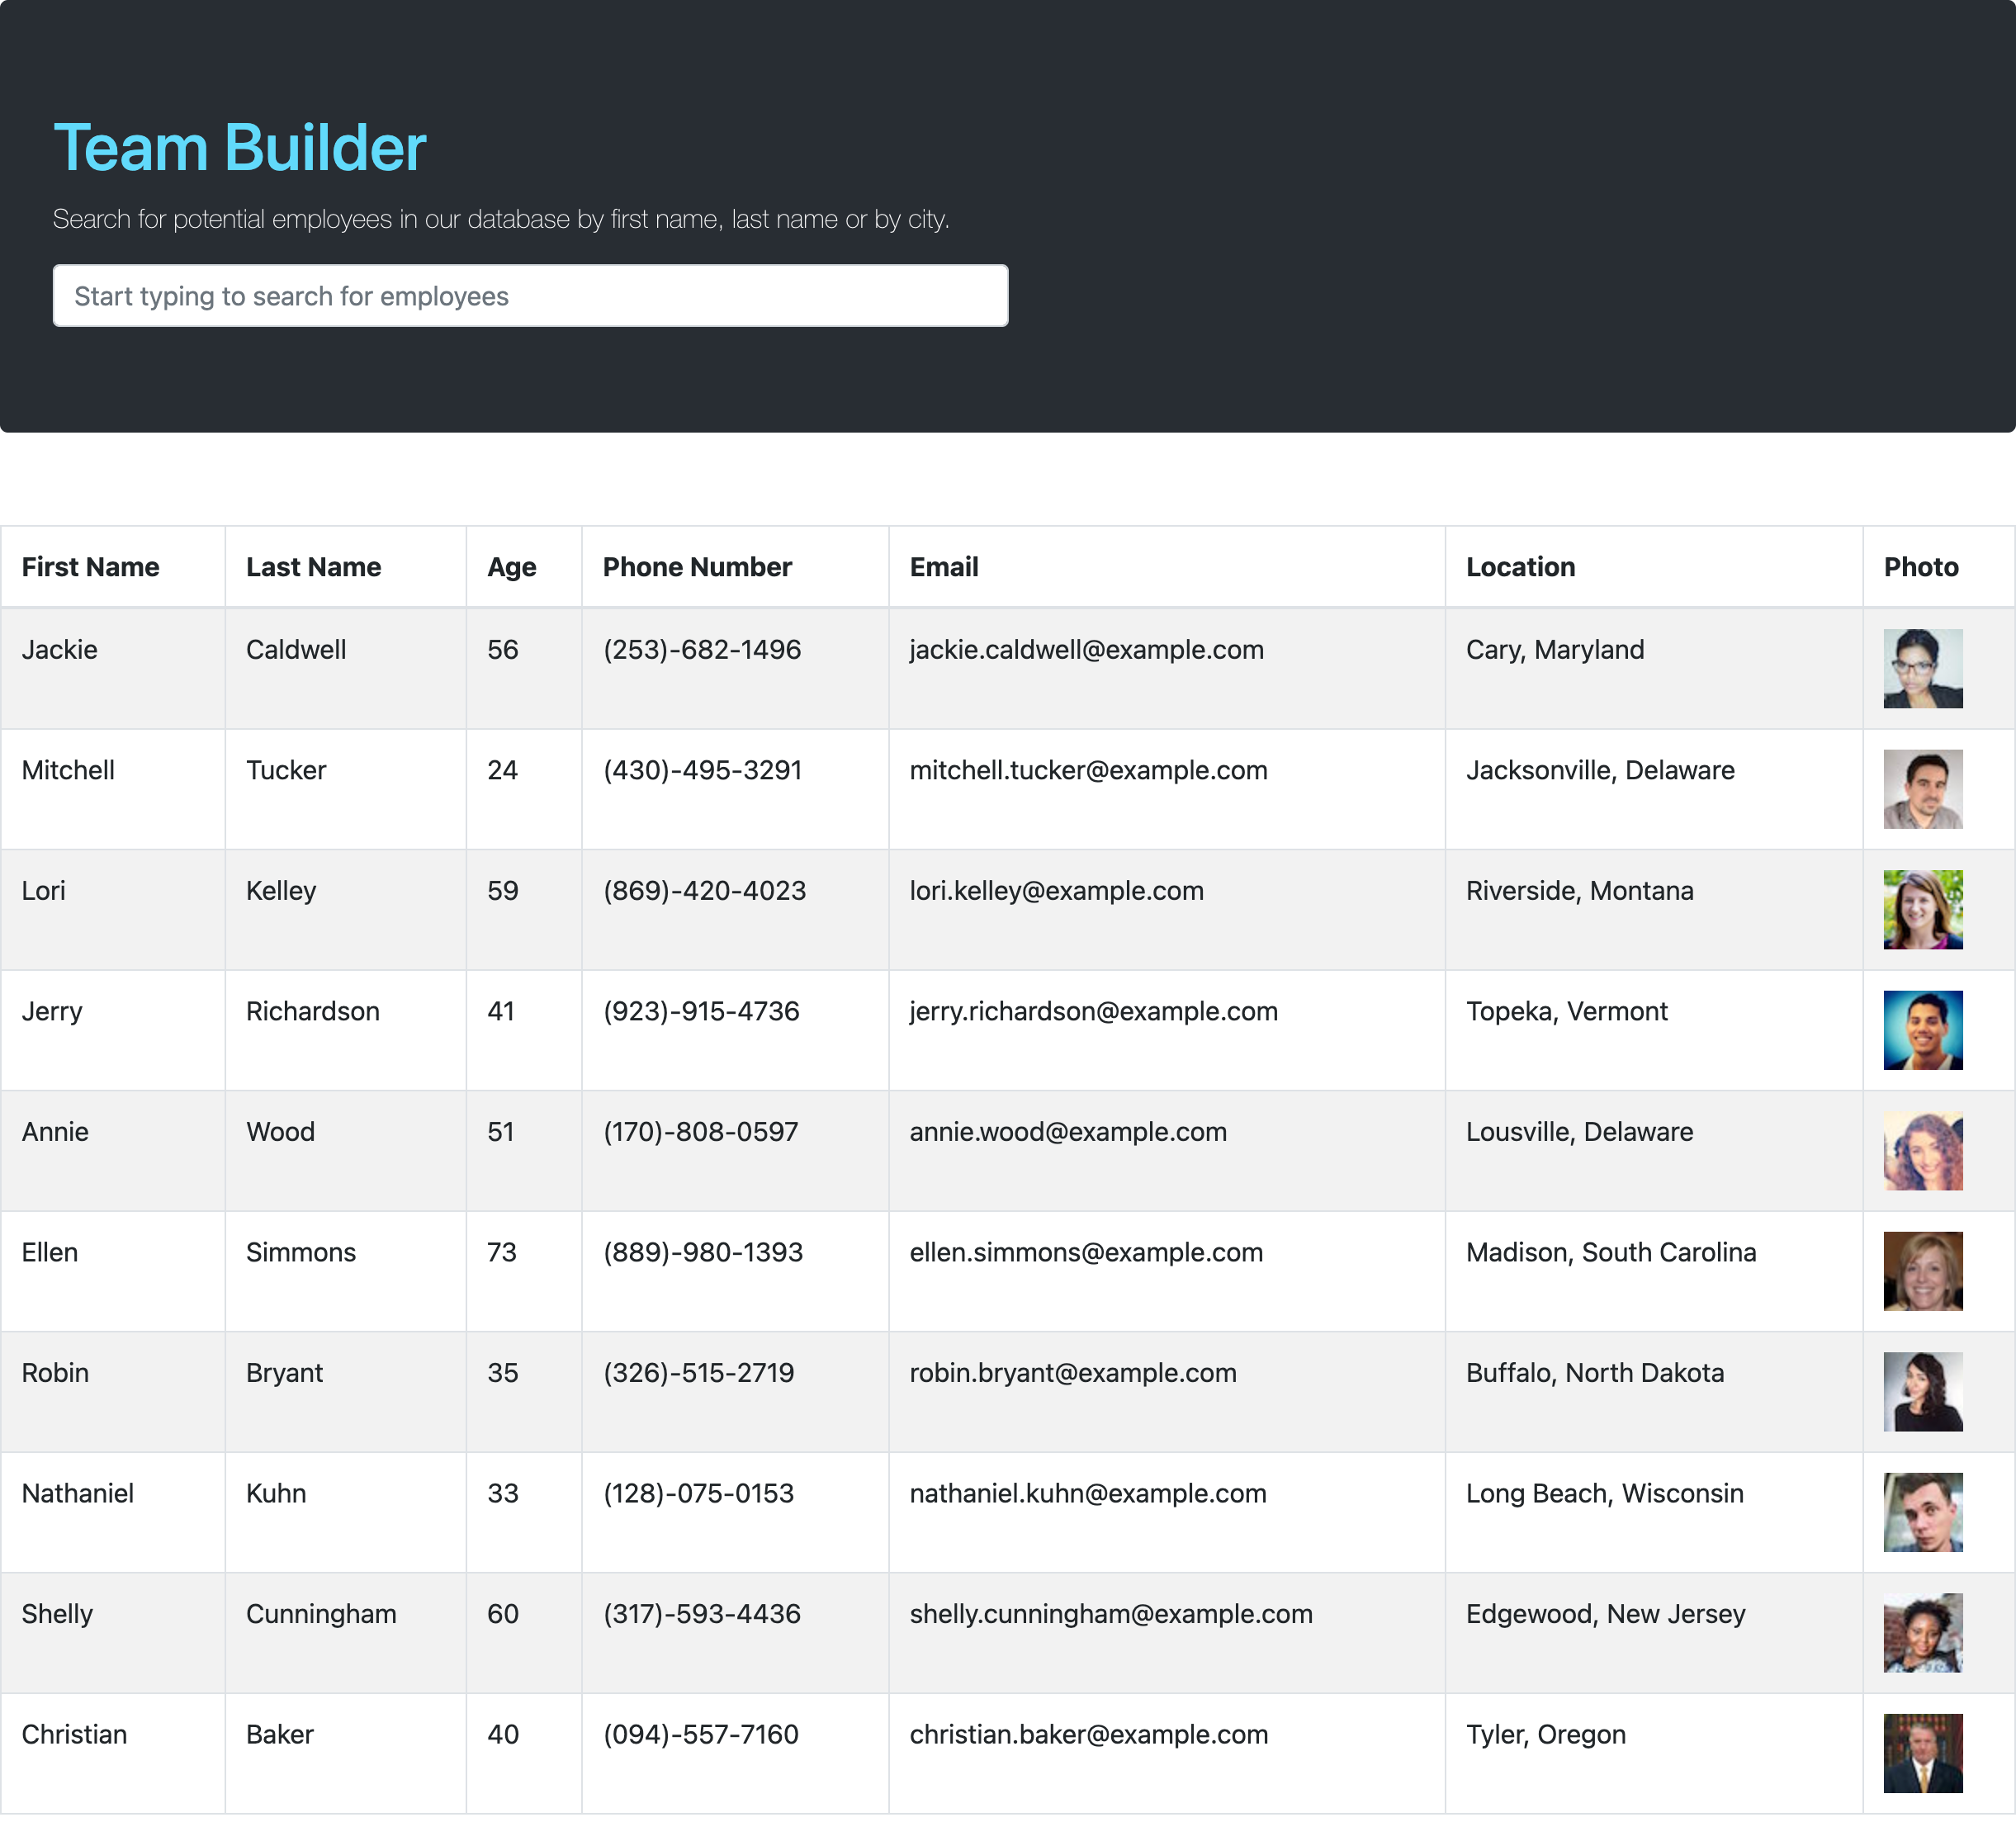 Team Builder
Search for potential employees in our database by first name, last name or by city.
Start typing to search for employees
First Name Last Name Age Phone Number Email Location Photo
Jackie Caldwell 56 (253)-682-1496 jackie.caldwell@example.com Cary, Maryland
Mitchell Tucker 24 (430)-495-3291 mitchell.tucker@example.com Jacksonville, Delaware
Lori Kelley 59 (869)-420-4023 lori.kelley@example.com Riverside, Montana
Jerry Richardson 41 (923)-915-4736 jerry.richardson@example.com Topeka, Vermont
Annie Wood 51 (170)-808-0597 annie.wood@example.com Lousville, Delaware
Ellen Simmons 73 (889)-980-1393 ellen.simmons@example.com Madison, South Carolina
Robin Bryant 35 (326)-515-2719 robin.bryant@example.com Buffalo, North Dakota
Nathaniel Kuhn 33 (128)-075-0153 nathaniel.kuhn@example.com Long Beach, Wisconsin
Shelly Cunningham 60 (317)-593-4436 shelly.cunningham@example.com Edgewood, New Jersey
Christian Baker 40 (094)-557-7160 christian.baker@example.com Tyler, Oregon